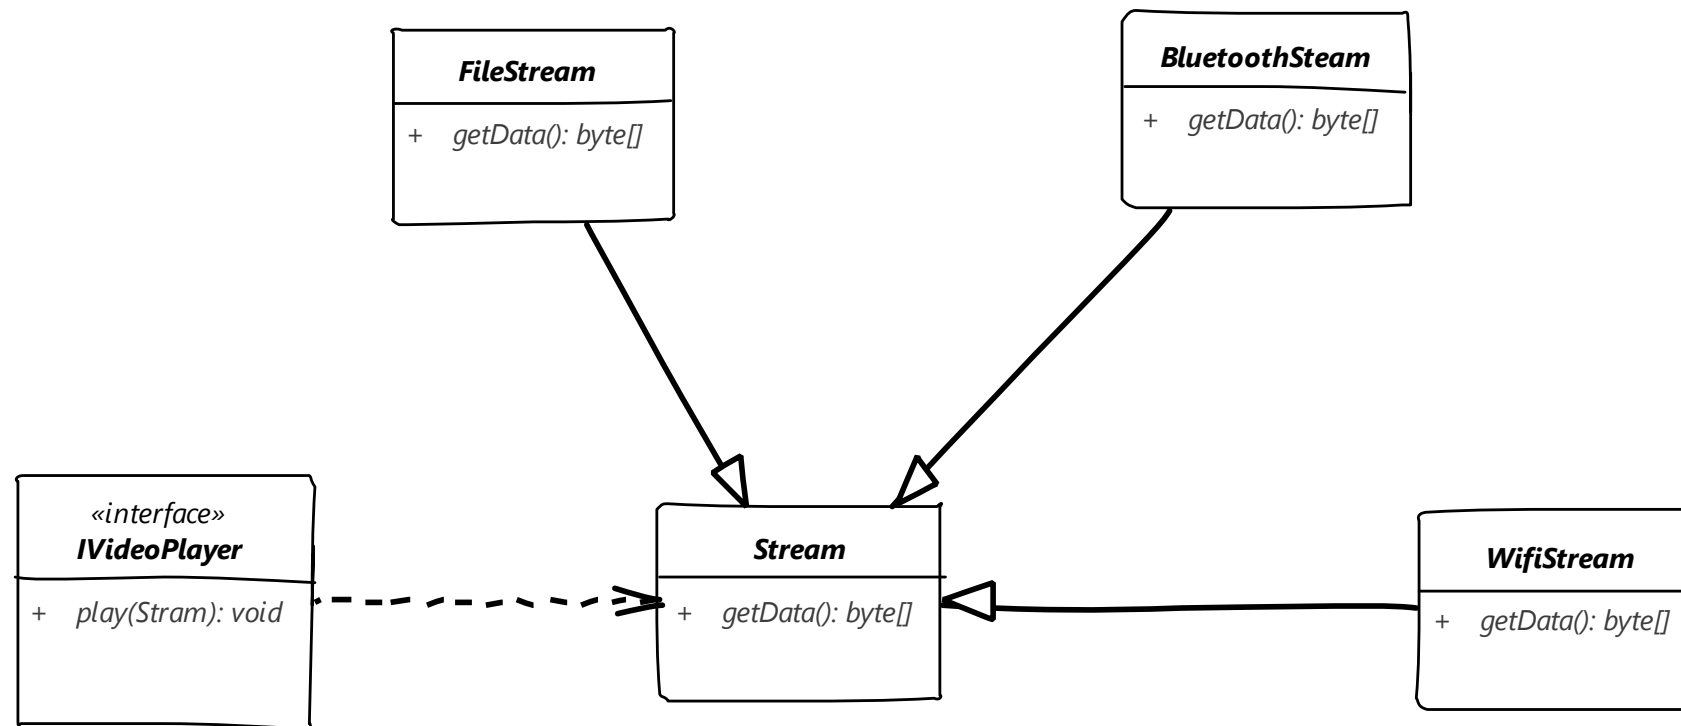 FileStream
+ getData(): byte[]
BluetoothSteam
+ getData(): byte[]
«interface»
IVideoPlayer
+ play(Stram): void
Stream
+ getData(): byte[]
WifiStream
+ getData(): byte[]